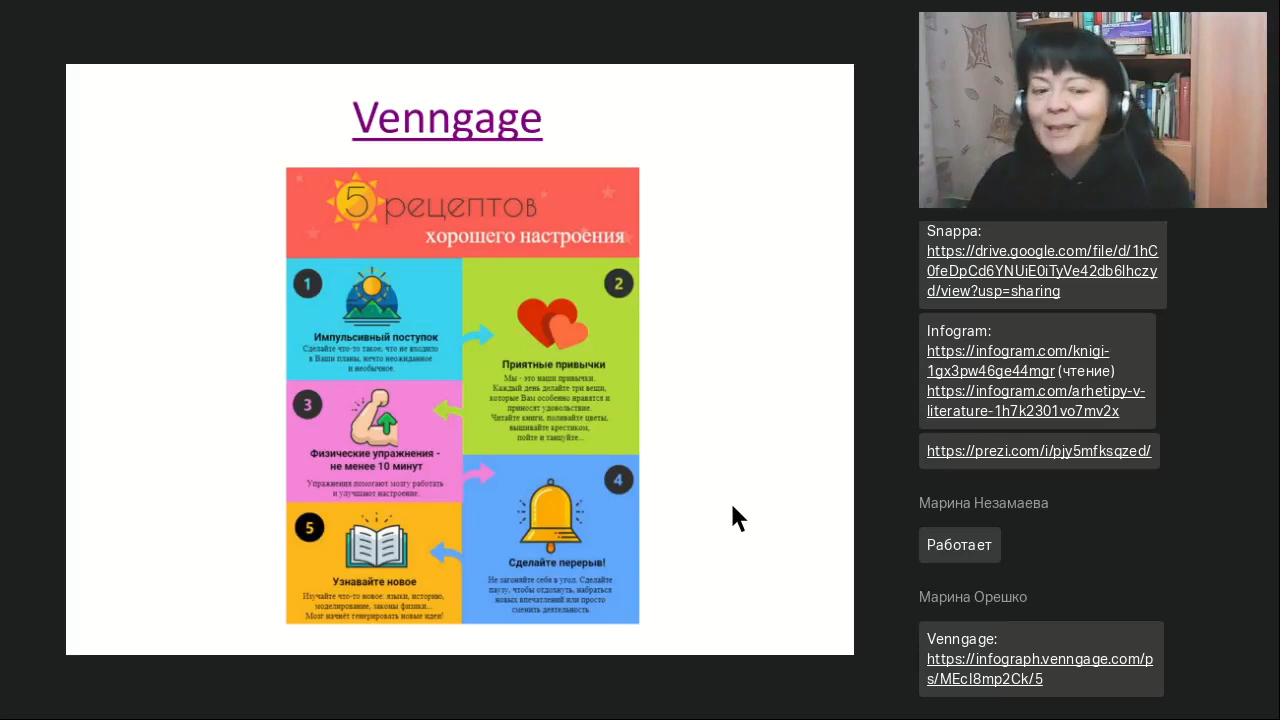 Venngage
5 рецептов
хорошего настроения
1
Импульсивный поступок
Сделайте что-то такое, что не входило
в Ваши планы, нечто неожиданное
и необычное.
2
Приятные привычки
Мы - это наши привычки.
Каждый день делайте три вещи,
которые Вам особенно нравятся и
приносят удовольствие.
Читайте книги, поливайте цветы,
вышивайте крестиком,
пойте и танцуйте...
3
Физические упражнения -
не менее 10 минут
Упражнения помогают мозгу работать
и улучшают настроение.
4
Сделайте перерыв!
Не загоняйте себя в угол. Сделайте
паузу, чтобы отдохнуть, набраться
новых впечатлений или просто
сменить деятельность.
5
Узнавайте новое
Изучайте что-то новое: языки, историю,
моделирование, законы физики...
Мозг начнёт генерировать новые идеи!
Snappa:
https://drive.google.com/file/d/1hC
0feDpCd6YNUiE0iTyVe42db6lhczy
d/view?usp=sharing
Infogram:
https://infogram.com/knigi-
1gx3pw46ge44mgr (чтение)
https://infogram.com/arhetipy-v-
literature-1h7k2301vo7mv2x
https://prezi.com/i/pjy5mfksqzed/
Марина Незамаева
Работает
Марина Орешко
Venngage:
https://infograph.venngage.com/p
s/MEcI8mp2Ck/5